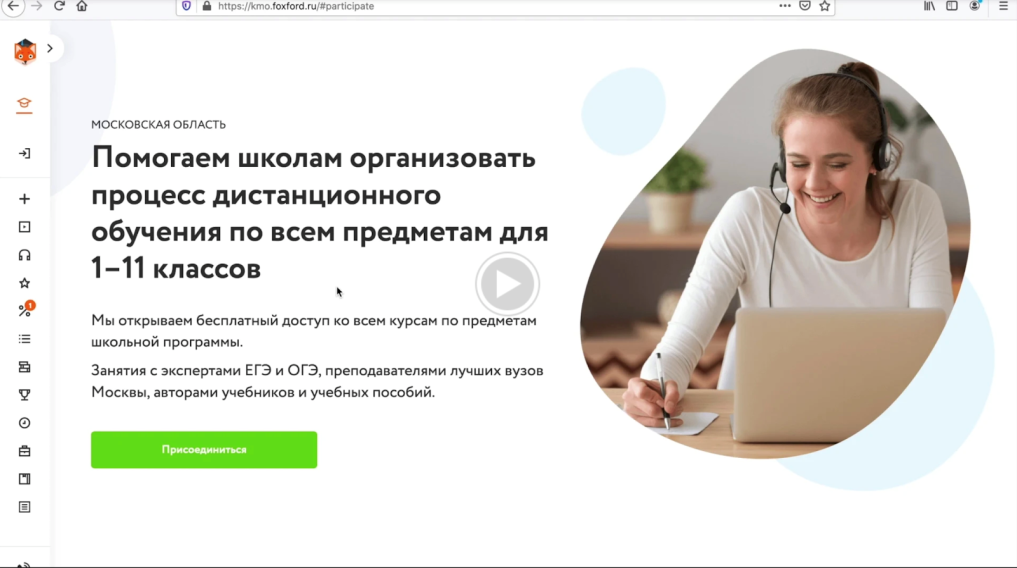 https://kmo.foxford.ru/#participate
МОСКОВСКАЯ ОБЛАСТЬ
Помогаем школам организовать
процесс дистанционного
обучения по всем предметам для
1–11 классов
Мы открываем бесплатный доступ ко всем курсам по предметам
школьной программы.
Занятия с экспертами ЕГЭ и ОГЭ, преподавателями лучших вузов
Москвы, авторами учебников и учебных пособий.
Присоединиться
1